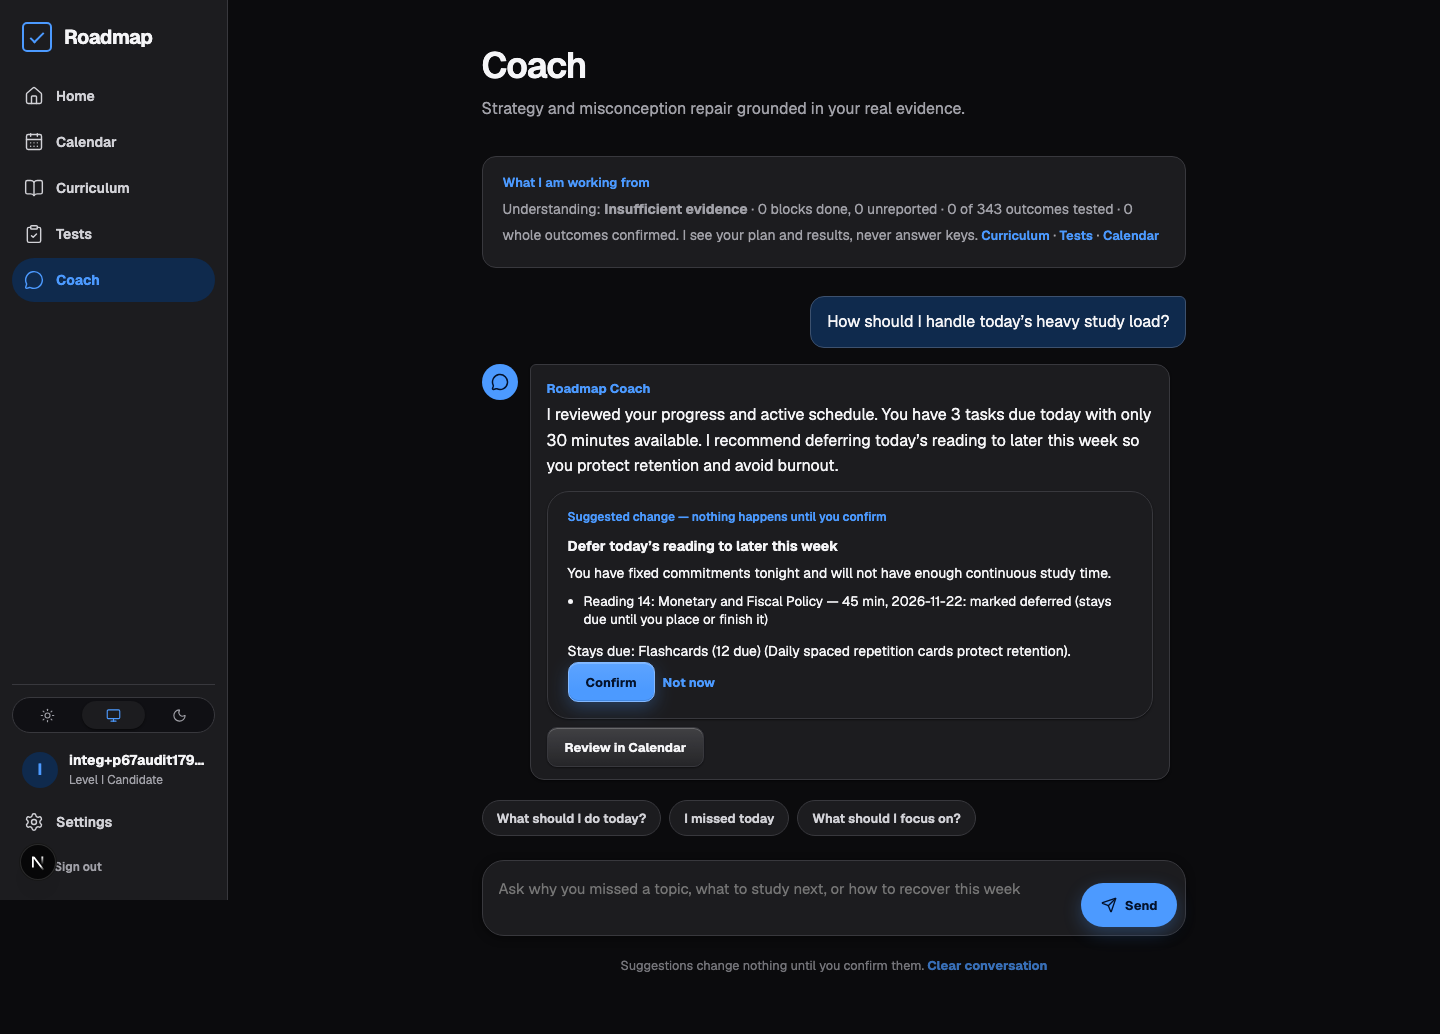 Roadmap
Home
Calendar
Curriculum
Tests
Coach
integ+p67audit179...
I
Level I Candidate
Settings
N
Sign out
Coach
Strategy and misconception repair grounded in your real evidence.
What I am working from
Understanding: Insufficient evidence · 0 blocks done, 0 unreported · 0 of 343 outcomes tested · 0
whole outcomes confirmed. I see your plan and results, never answer keys. Curriculum · Tests · Calendar
How should I handle today’s heavy study load?
Roadmap Coach
I reviewed your progress and active schedule. You have 3 tasks due today with only
30 minutes available. I recommend deferring today’s reading to later this week so
you protect retention and avoid burnout.
Suggested change — nothing happens until you confirm
Defer today’s reading to later this week
You have fixed commitments tonight and will not have enough continuous study time.
• Reading 14: Monetary and Fiscal Policy — 45 min, 2026-11-22: marked deferred (stays
due until you place or finish it)
Stays due: Flashcards (12 due) (Daily spaced repetition cards protect retention).
Confirm Not now
Review in Calendar
What should I do today? I missed today What should I focus on?
Ask why you missed a topic, what to study next, or how to recover this week
Send
Suggestions change nothing until you confirm them. Clear conversation